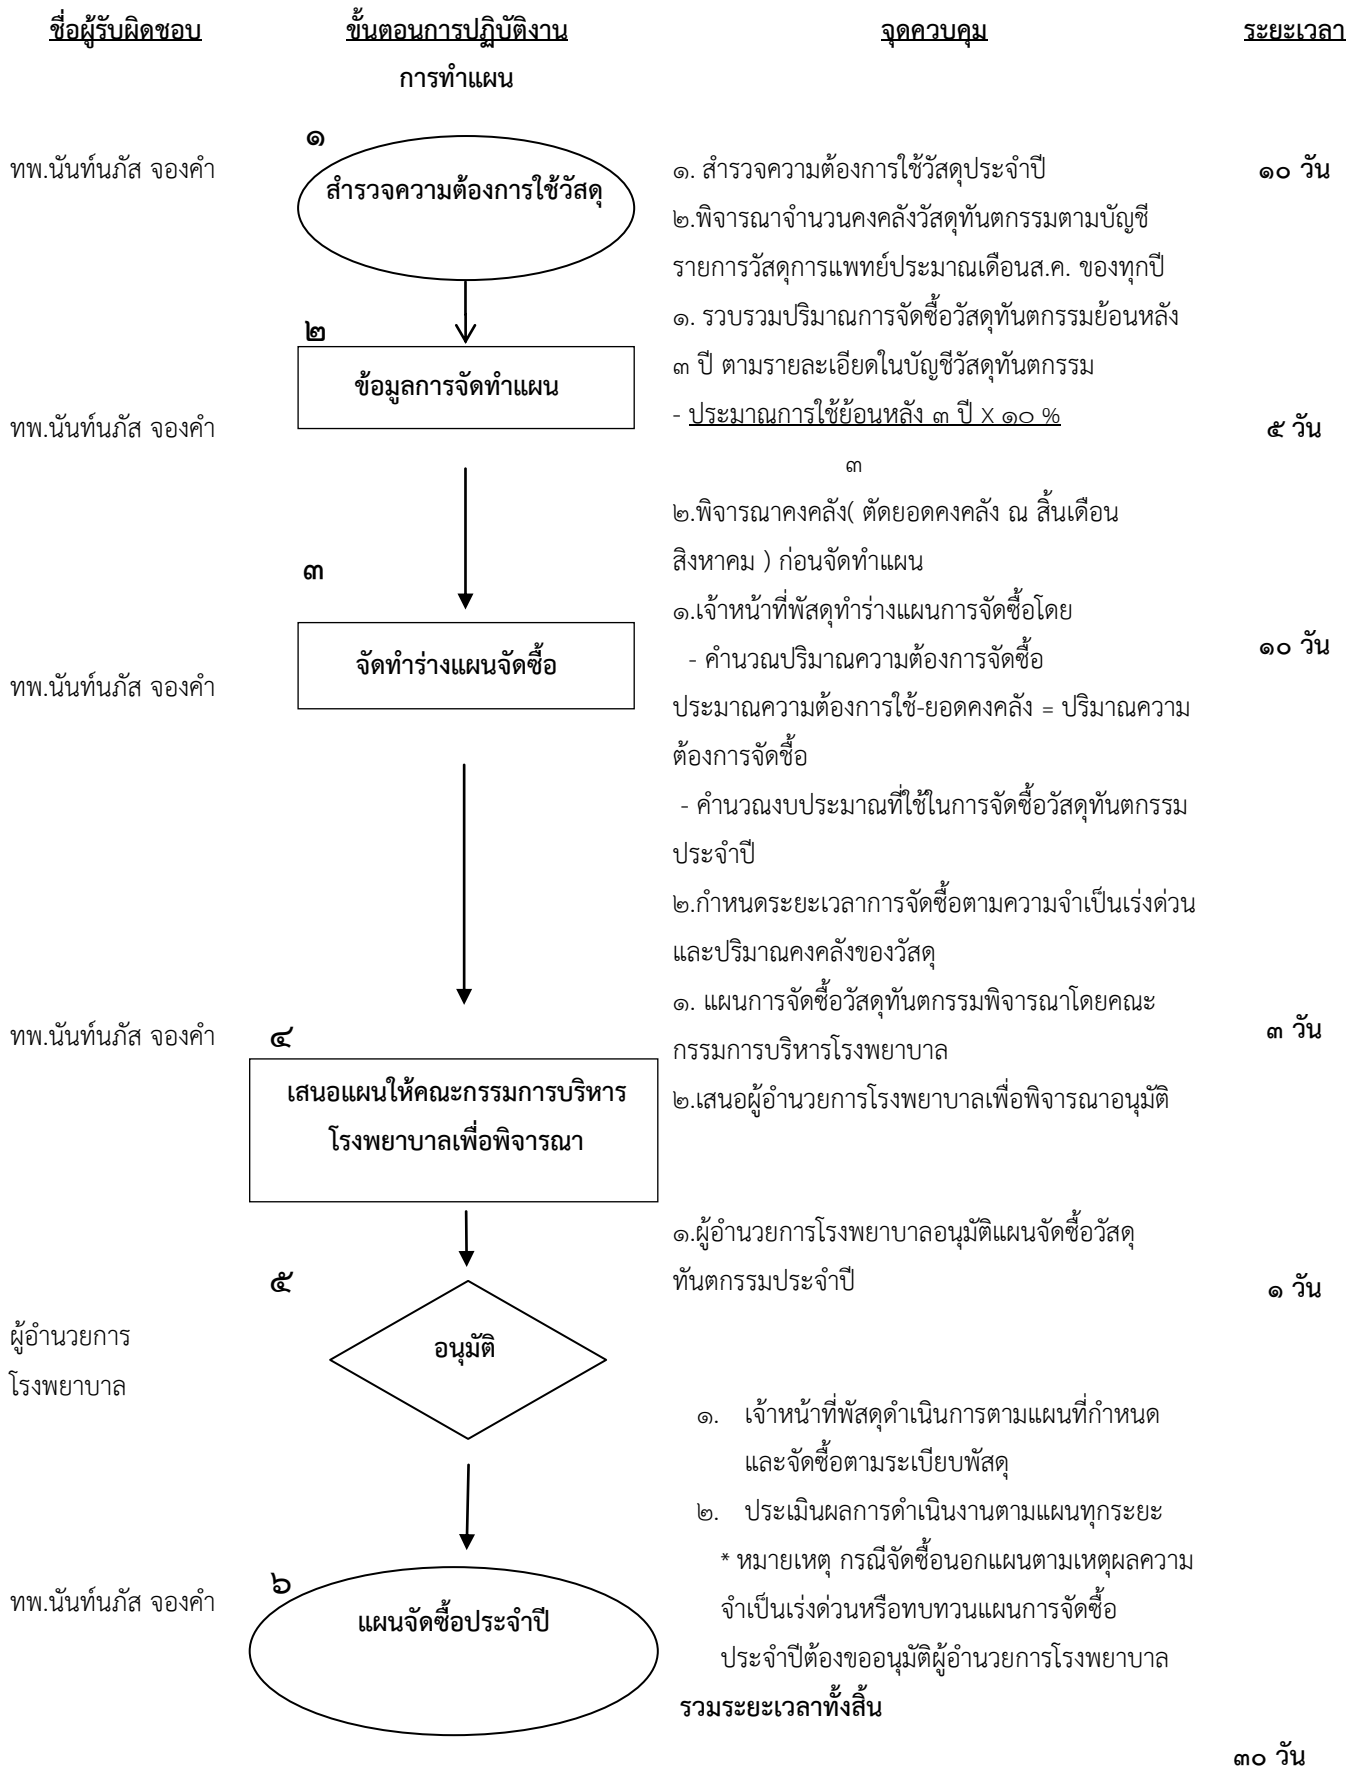 ชื่อผู้รับผิดชอบ ขั้นตอนการปฏิบัติงาน จุดควบคุม ระยะเวลา
การทำแผน
๑
ทพ.นันท์นภัส จองคำ
สำรวจความต้องการใช้วัสดุ
๑. สำรวจความต้องการใช้วัสดุประจำปี
๑๐ วัน
๒.พิจารณาจำนวนคงคลังวัสดุทันตกรรมตามบัญชี
รายการวัสดุการแพทย์ประมาณเดือนส.ค. ของทุกปี
๒
ข้อมูลการจัดทำแผน
ทพ.นันท์นภัส จองคำ
๑. รวบรวมปริมาณการจัดซื้อวัสดุทันตกรรมย้อนหลัง
๓ ปี ตามรายละเอียดในบัญชีวัสดุทันตกรรม
- ประมาณการใช้ย้อนหลัง ๓ ปี X ๑๐ %
๓
๕ วัน
๒.พิจารณาคงคลัง( ตัดยอดคงคลัง ณ สิ้นเดือน
สิงหาคม ) ก่อนจัดทำแผน
๓
จัดทำร่างแผนจัดซื้อ
ทพ.นันท์นภัส จองคำ
๑.เจ้าหน้าที่พัสดุทำร่างแผนการจัดซื้อโดย
- คำนวณปริมาณความต้องการจัดซื้อ
๑๐ วัน
ประมาณความต้องการใช้-ยอดคงคลัง = ปริมาณความ
ต้องการจัดซื้อ
- คำนวณงบประมาณที่ใช้ในการจัดซื้อวัสดุทันตกรรม
ประจำปี
๒.กำหนดระยะเวลาการจัดซื้อตามความจำเป็นเร่งด่วน
และปริมาณคงคลังของวัสดุ
ทพ.นันท์นภัส จองคำ
๔
เสนอแผนให้คณะกรรมการบริหาร
โรงพยาบาลเพื่อพิจารณา
๑. แผนการจัดซื้อวัสดุทันตกรรมพิจารณาโดยคณะ
กรรมการบริหารโรงพยาบาล
๓ วัน
๒.เสนอผู้อำนวยการโรงพยาบาลเพื่อพิจารณาอนุมัติ
๕
อนุมัติ
ผู้อำนวยการ
โรงพยาบาล
๑.ผู้อำนวยการโรงพยาบาลอนุมัติแผนจัดซื้อวัสดุ
ทันตกรรมประจำปี
๑ วัน
๖
แผนจัดซื้อประจำปี
ทพ.นันท์นภัส จองคำ
๑. เจ้าหน้าที่พัสดุดำเนินการตามแผนที่กำหนด
และจัดซื้อตามระเบียบพัสดุ
๒. ประเมินผลการดำเนินงานตามแผนทุกระยะ
* หมายเหตุ กรณีจัดซื้อนอกแผนตามเหตุผลความ
จำเป็นเร่งด่วนหรือทบทวนแผนการจัดซื้อ
ประจำปีต้องขออนุมัติผู้อำนวยการโรงพยาบาล
รวมระยะเวลาทั้งสิ้น
๓๐ วัน